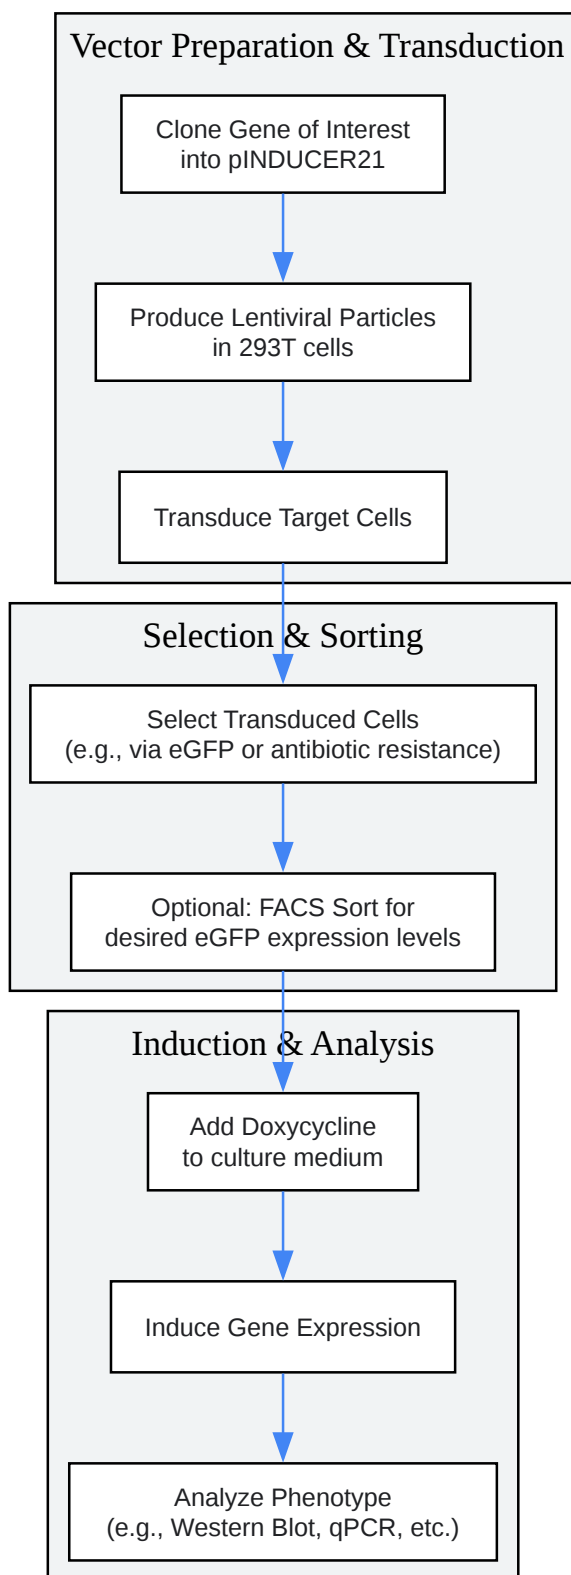 Vector Preparation & Transduction
Clone Gene of Interest
into pINDUCER21
Produce Lentiviral Particles
in 293T cells
Transduce Target Cells
Selection & Sorting
Select Transduced Cells
(e.g., via eGFP or antibiotic resistance)
Optional: FACS Sort for
desired eGFP expression levels
Induction & Analysis
Add Doxycycline
to culture medium
Induce Gene Expression
Analyze Phenotype
(e.g., Western Blot, qPCR, etc.)